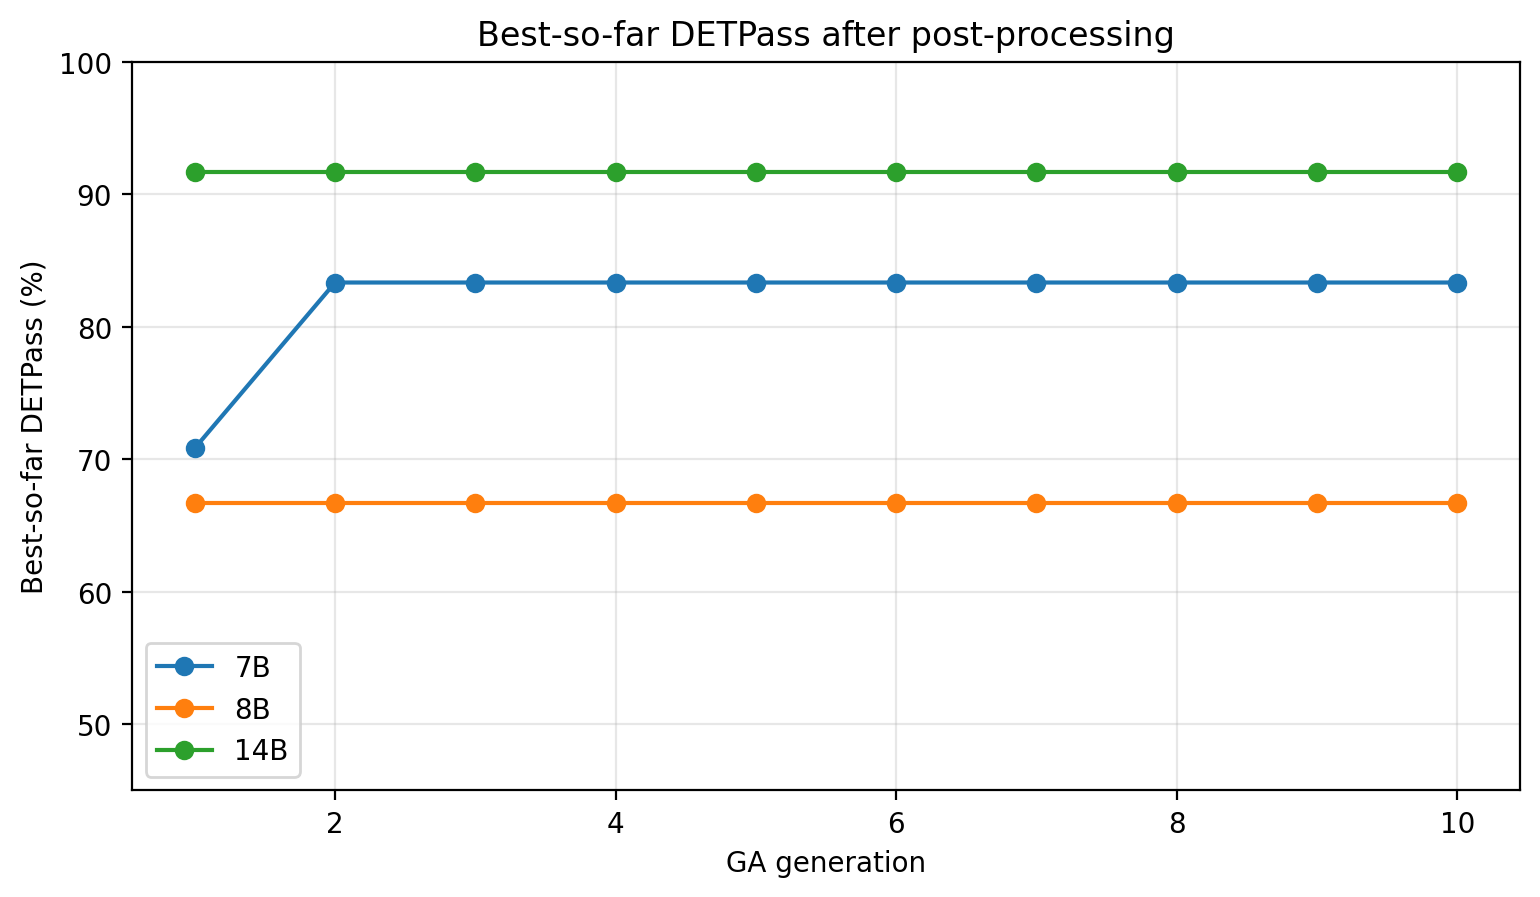 Best-so-far DETPass after post-processing
Best-so-far DETPass (%)
100
90
80
70
60
50
7B
8B
14B
2 4 6 8 10
GA generation